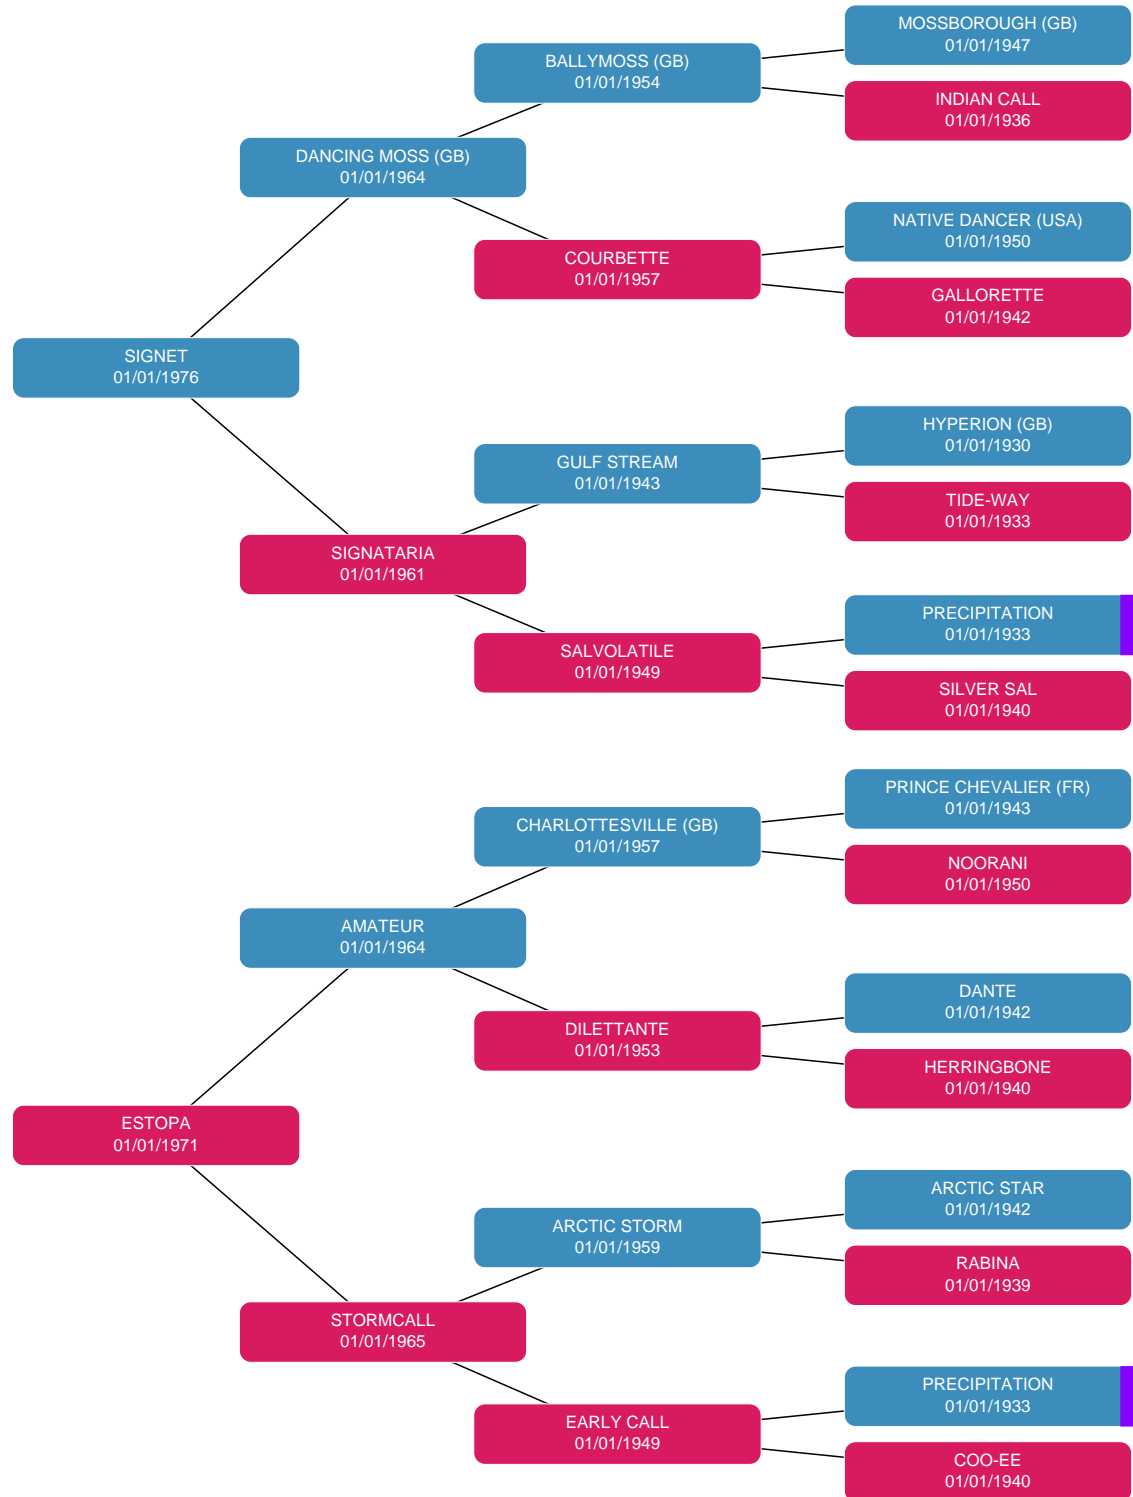 MOSSBOROUGH (GB)
01/01/1947
BALLYMOSS (GB)
01/01/1954
INDIAN CALL
01/01/1936
DANCING MOSS (GB)
01/01/1964
NATIVE DANCER (USA)
01/01/1950
COURBETTE
01/01/1957
GALLORETTE
01/01/1942
SIGNET
01/01/1976
HYPERION (GB)
01/01/1930
GULF STREAM
01/01/1943
TIDE-WAY
01/01/1933
SIGNATARIA
01/01/1961
PRECIPITATION
01/01/1933
SALVOLATILE
01/01/1949
SILVER SAL
01/01/1940
PRINCE CHEVALIER (FR)
01/01/1943
CHARLOTTESVILLE (GB)
01/01/1957
NOORANI
01/01/1950
AMATEUR
01/01/1964
DANTE
01/01/1942
DILETTANTE
01/01/1953
HERRINGBONE
01/01/1940
ESTOPA
01/01/1971
ARCTIC STAR
01/01/1942
ARCTIC STORM
01/01/1959
RABINA
01/01/1939
STORMCALL
01/01/1965
PRECIPITATION
01/01/1933
EARLY CALL
01/01/1949
COO-EE
01/01/1940